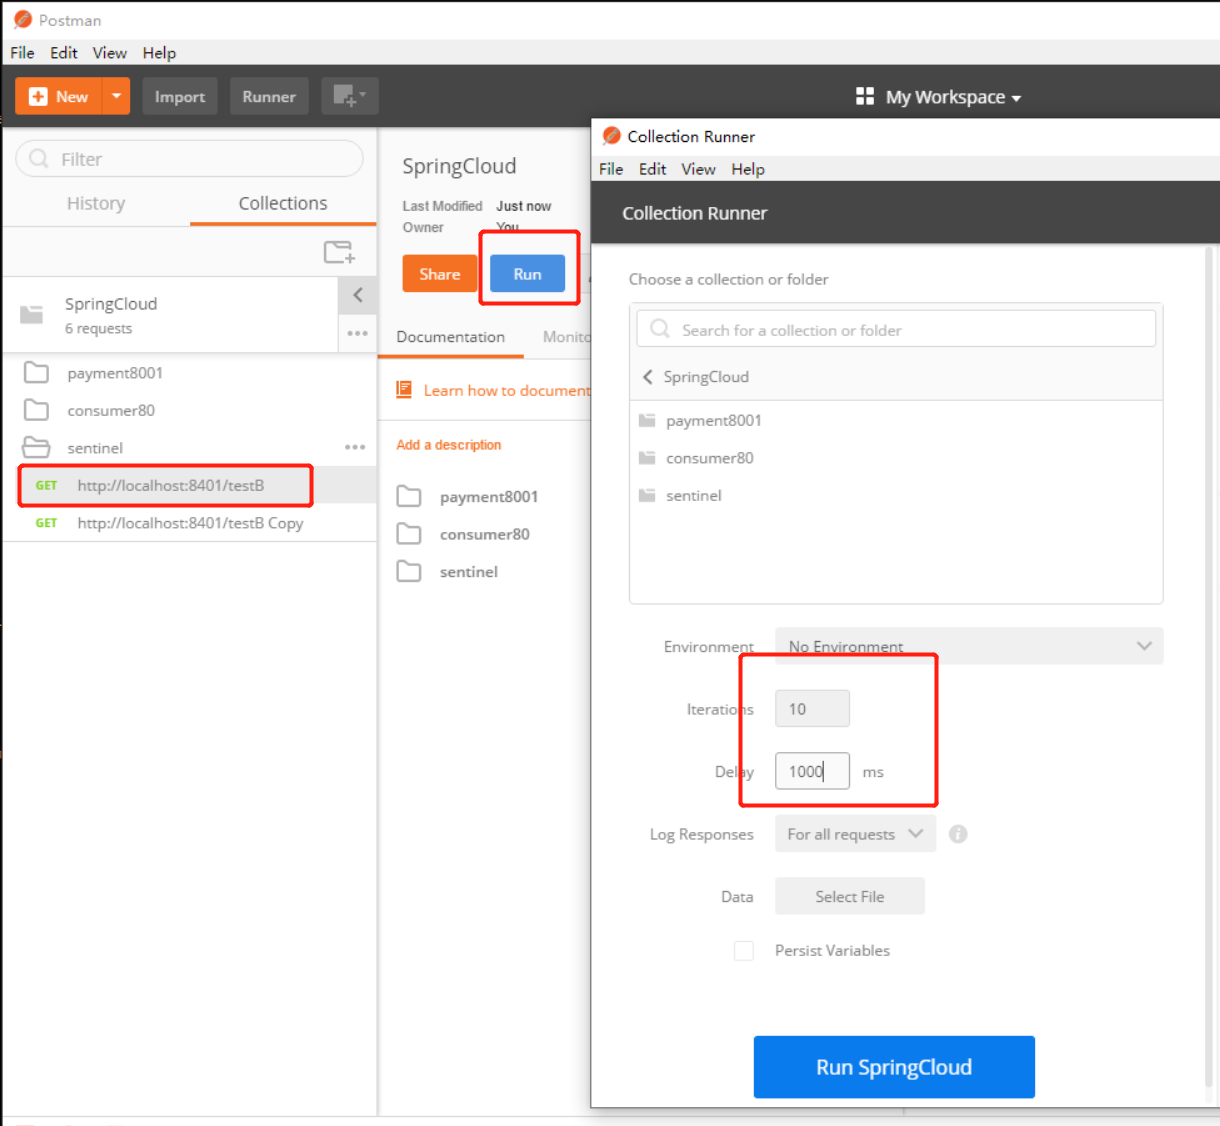 Postman
File Edit View Help
New Import Runner My Workspace
Filter
History Collections
SpringCloud
6 requests
payment8001
consumer80
sentinel
GET http://localhost:8401/testB
GET http://localhost:8401/testB Copy
SpringCloud
Last Modified Just now
Owner You
Share Run
Documentation Monito
Learn how to document
Add a description
payment8001
consumer80
sentinel
Collection Runner
File Edit View Help
Collection Runner
Choose a collection or folder
Search for a collection or folder
SpringCloud
payment8001
consumer80
sentinel
Environment No Environment
Iterations 10
Delay 1000 ms
Log Responses For all requests
Data Select File
Persist Variables
Run SpringCloud